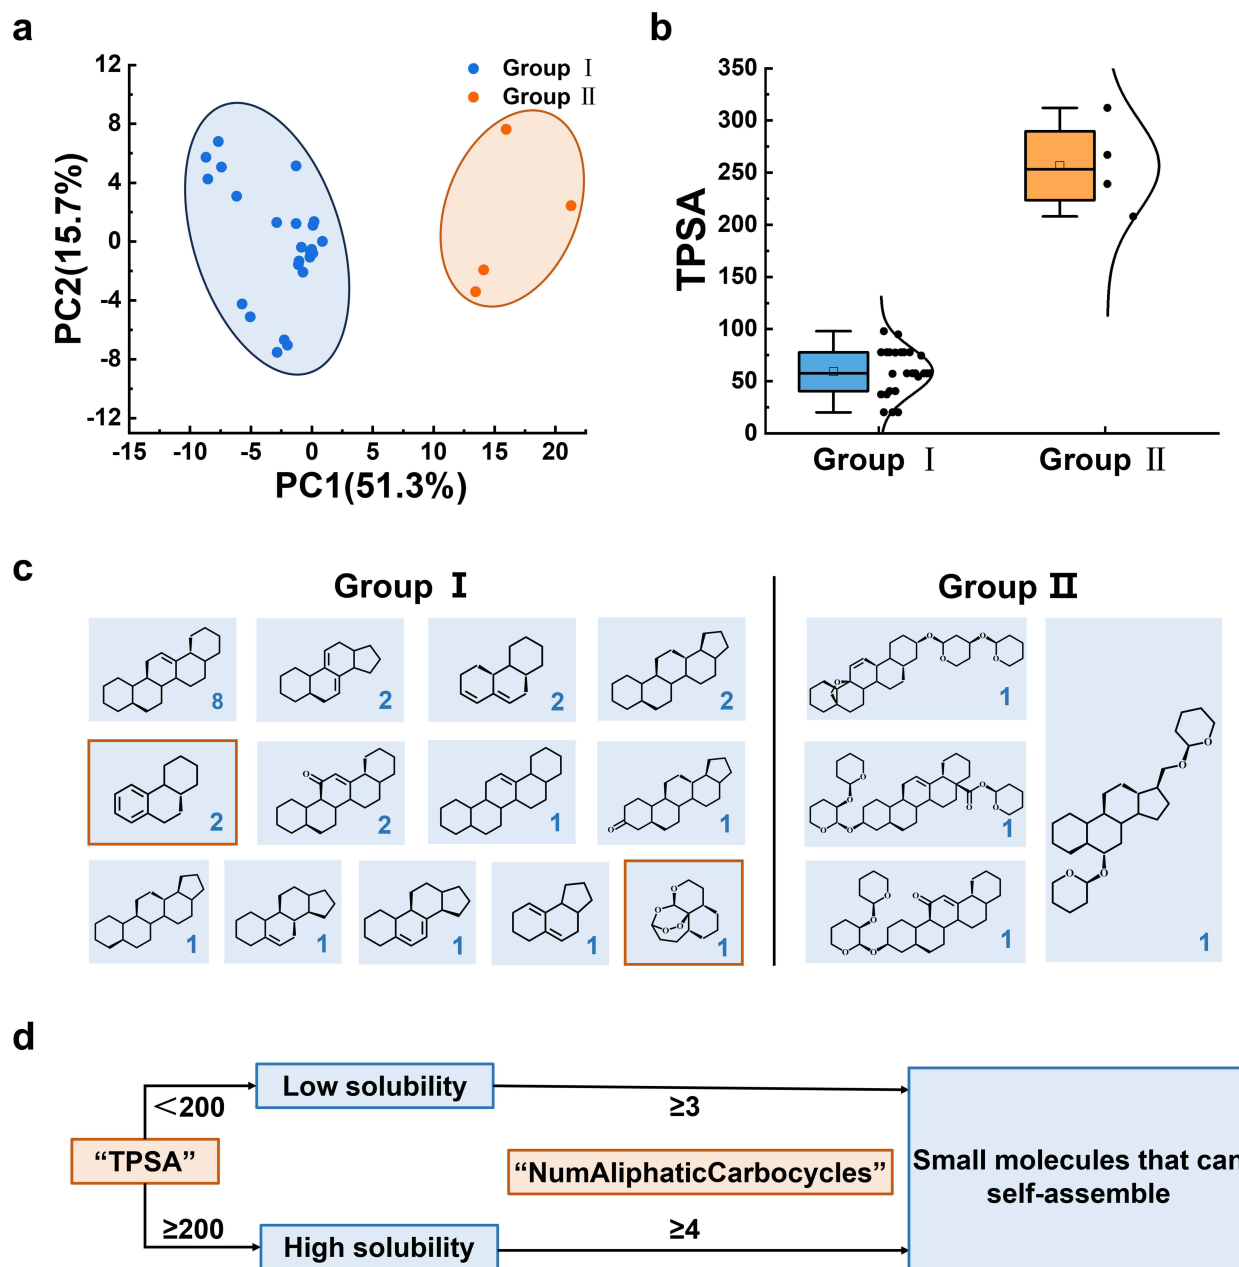 a
12
8
4
0
-4
-8
-12
-15
-10
-5
0
5
10
15
20
PC2(15.7%)
PC1(51.3%)
Group Ⅰ
Group Ⅱ
b
350
300
250
200
150
100
50
0
TPSA
Group Ⅰ
Group Ⅱ
c
Group Ⅰ
Group Ⅱ
8
2
2
2
2
O
2
1
O
1
1
1
1
1
O
O
O O
1
O
O
O
O
O
1
O
O
O
O
O
O
O
1
O
O
O
O
O
1
O
O
O
O
1
d
"TPSA"
<200
Low solubility
≥3
"NumAliphaticCarbocycles"
≥200
High solubility
≥4
Small molecules that can
self-assemble